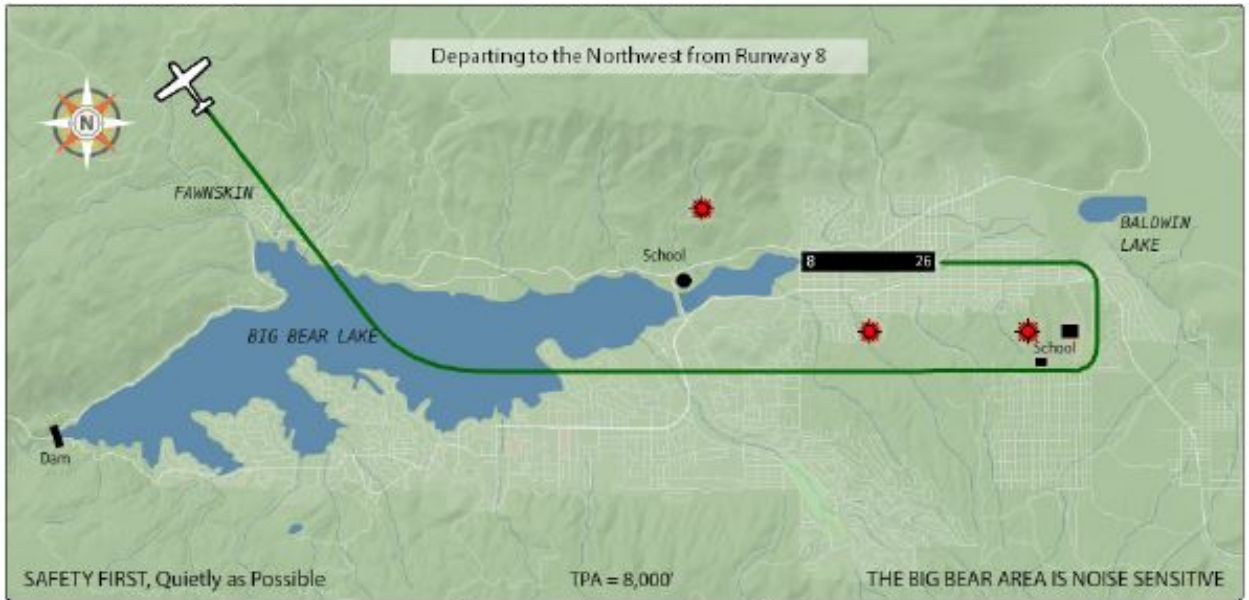 Departing to the Northwest from Runway 8
N
FAWNSKIN
BALDWIN
LAKE
School
8 26
BIG BEAR LAKE
School
Dam
SAFETY FIRST, Quietly as Possible
TPA = 8,000'
THE BIG BEAR AREA IS NOISE SENSITIVE